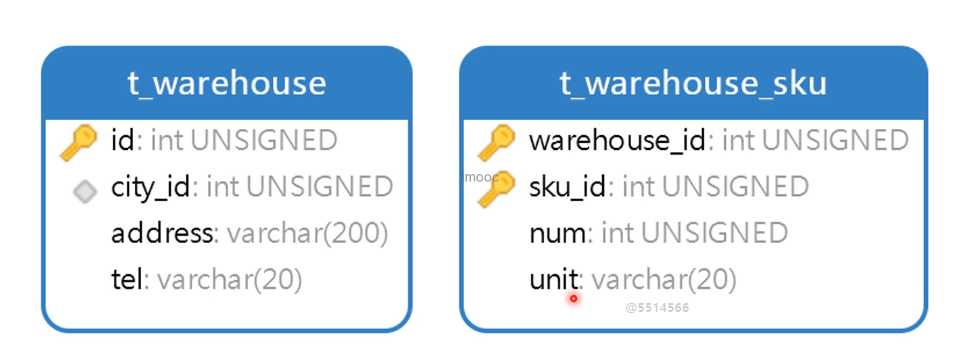 t_warehouse
id: int UNSIGNED
city_id: int UNSIGNED
address: varchar(200)
tel: varchar(20)
t_warehouse_sku
warehouse_id: int UNSIGNED
mooc
sku_id: int UNSIGNED
num: int UNSIGNED
unit: varchar(20)
@5514566